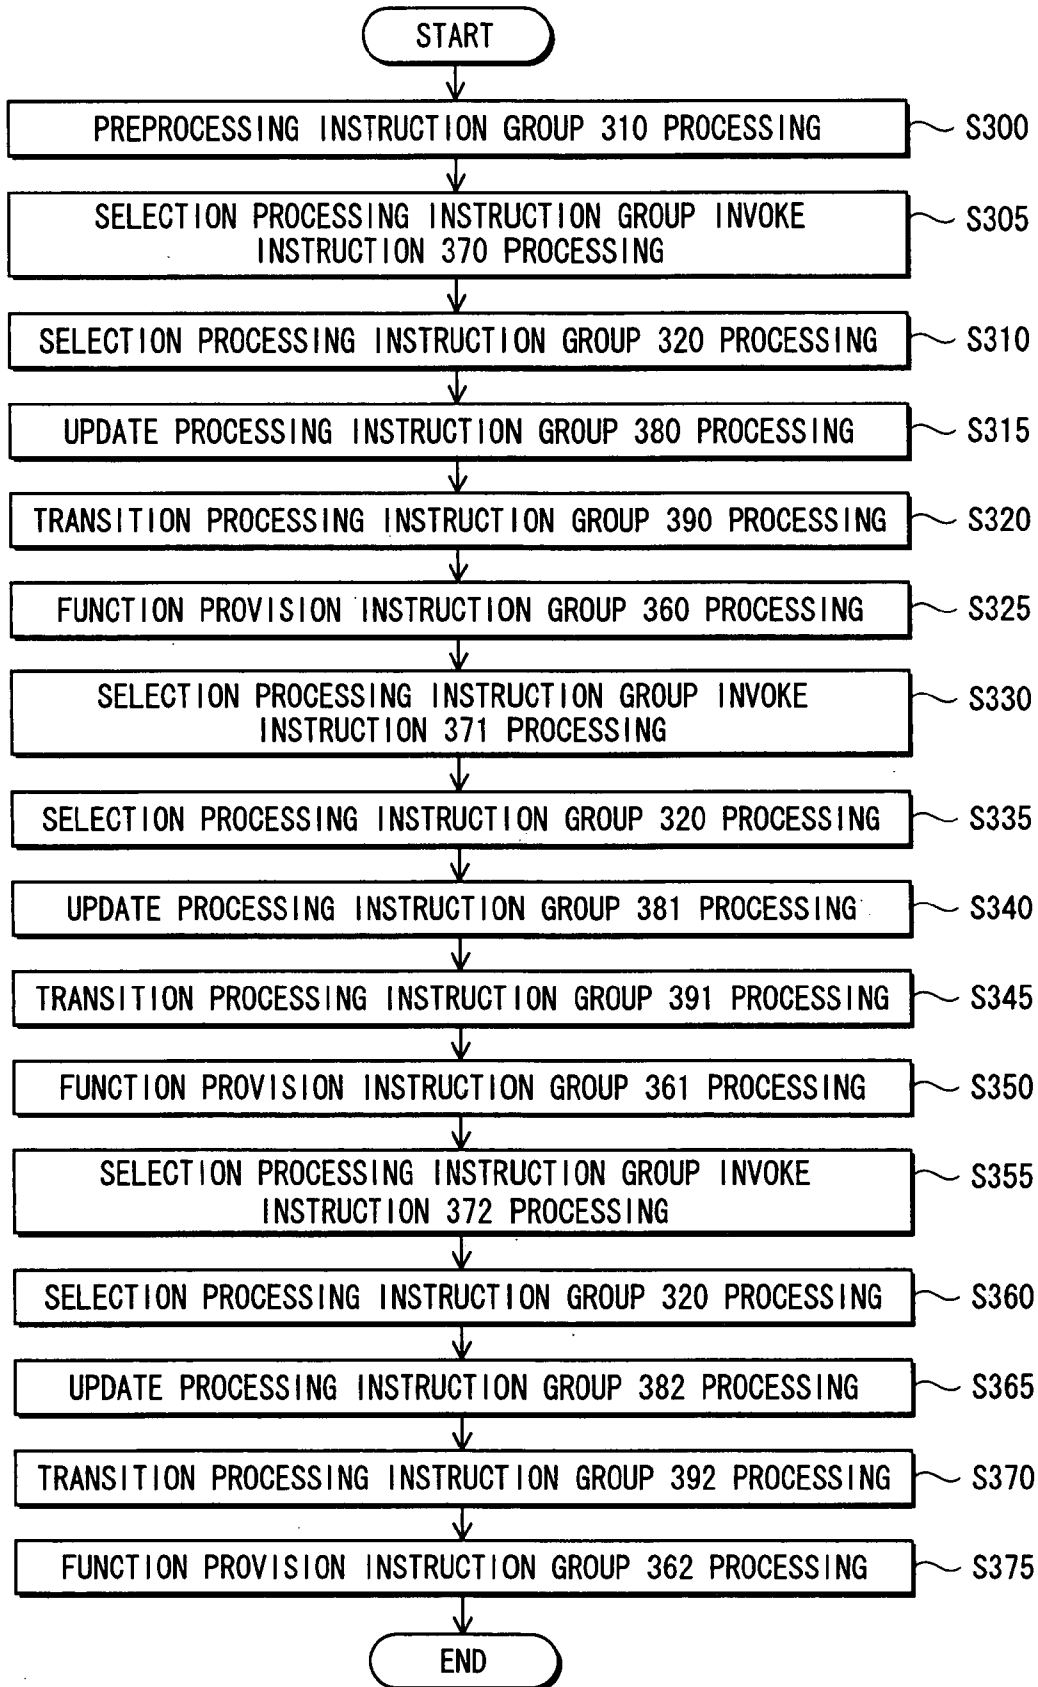 START
PREPROCESSING INSTRUCTION GROUP 310 PROCESSING S300
SELECTION PROCESSING INSTRUCTION GROUP INVOKE S305
INSTRUCTION 370 PROCESSING
SELECTION PROCESSING INSTRUCTION GROUP 320 PROCESSING S310
UPDATE PROCESSING INSTRUCTION GROUP 380 PROCESSING S315
TRANSITION PROCESSING INSTRUCTION GROUP 390 PROCESSING S320
FUNCTION PROVISION INSTRUCTION GROUP 360 PROCESSING S325
SELECTION PROCESSING INSTRUCTION GROUP INVOKE S330
INSTRUCTION 371 PROCESSING
SELECTION PROCESSING INSTRUCTION GROUP 320 PROCESSING S335
UPDATE PROCESSING INSTRUCTION GROUP 381 PROCESSING S340
TRANSITION PROCESSING INSTRUCTION GROUP 391 PROCESSING S345
FUNCTION PROVISION INSTRUCTION GROUP 361 PROCESSING S350
SELECTION PROCESSING INSTRUCTION GROUP INVOKE S355
INSTRUCTION 372 PROCESSING
SELECTION PROCESSING INSTRUCTION GROUP 320 PROCESSING S360
UPDATE PROCESSING INSTRUCTION GROUP 382 PROCESSING S365
TRANSITION PROCESSING INSTRUCTION GROUP 392 PROCESSING S370
FUNCTION PROVISION INSTRUCTION GROUP 362 PROCESSING S375
END